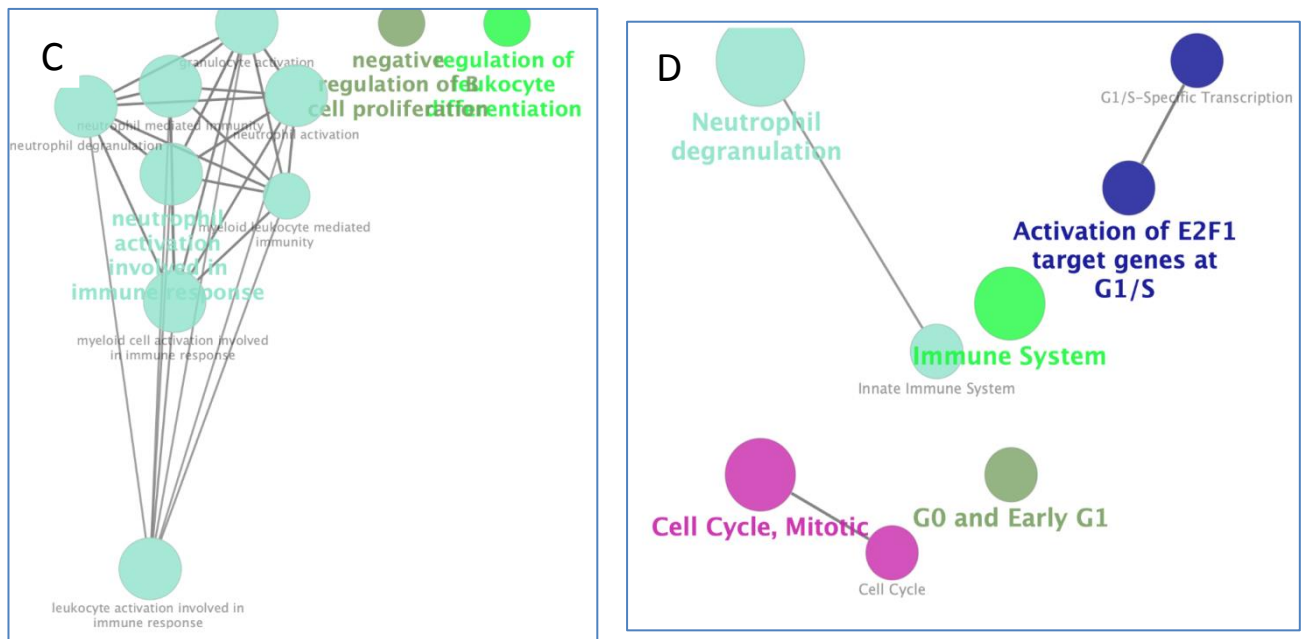 C
granulocyte activation
negative
regulation of B
cell proliferation
regulation of
leukocyte
differentiation
neutrophil mediated immunity
neutrophil activation
neutrophil degranulation
neutrophil
activation
involved in
immune response
myeloid leukocyte mediated
immunity
myeloid cell activation involved
in immune response
leukocyte activation involved in
immune response
D
Neutrophil
degranulation
G1/S-Specific Transcription
Activation of E2F1
target genes at
G1/S
Immune System
Innate Immune System
Cell Cycle, Mitotic
G0 and Early G1
Cell Cycle